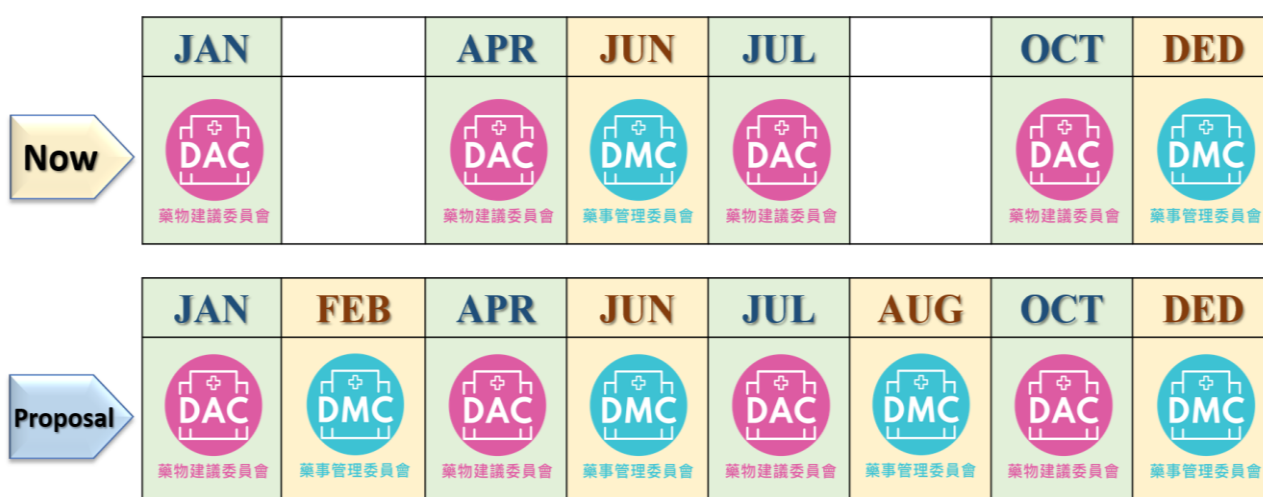 JAN APR JUN JUL OCT DED
Now
DAC DAC DMC DAC DAC DMC
藥物建議委員會 藥物建議委員會 藥事管理委員會 藥物建議委員會 藥物建議委員會 藥事管理委員會
JAN FEB APR JUN JUL AUG OCT DED
Proposal
DAC DMC DAC DMC DAC DMC DAC DMC
藥物建議委員會 藥事管理委員會 藥物建議委員會 藥事管理委員會 藥物建議委員會 藥事管理委員會 藥物建議委員會 藥事管理委員會